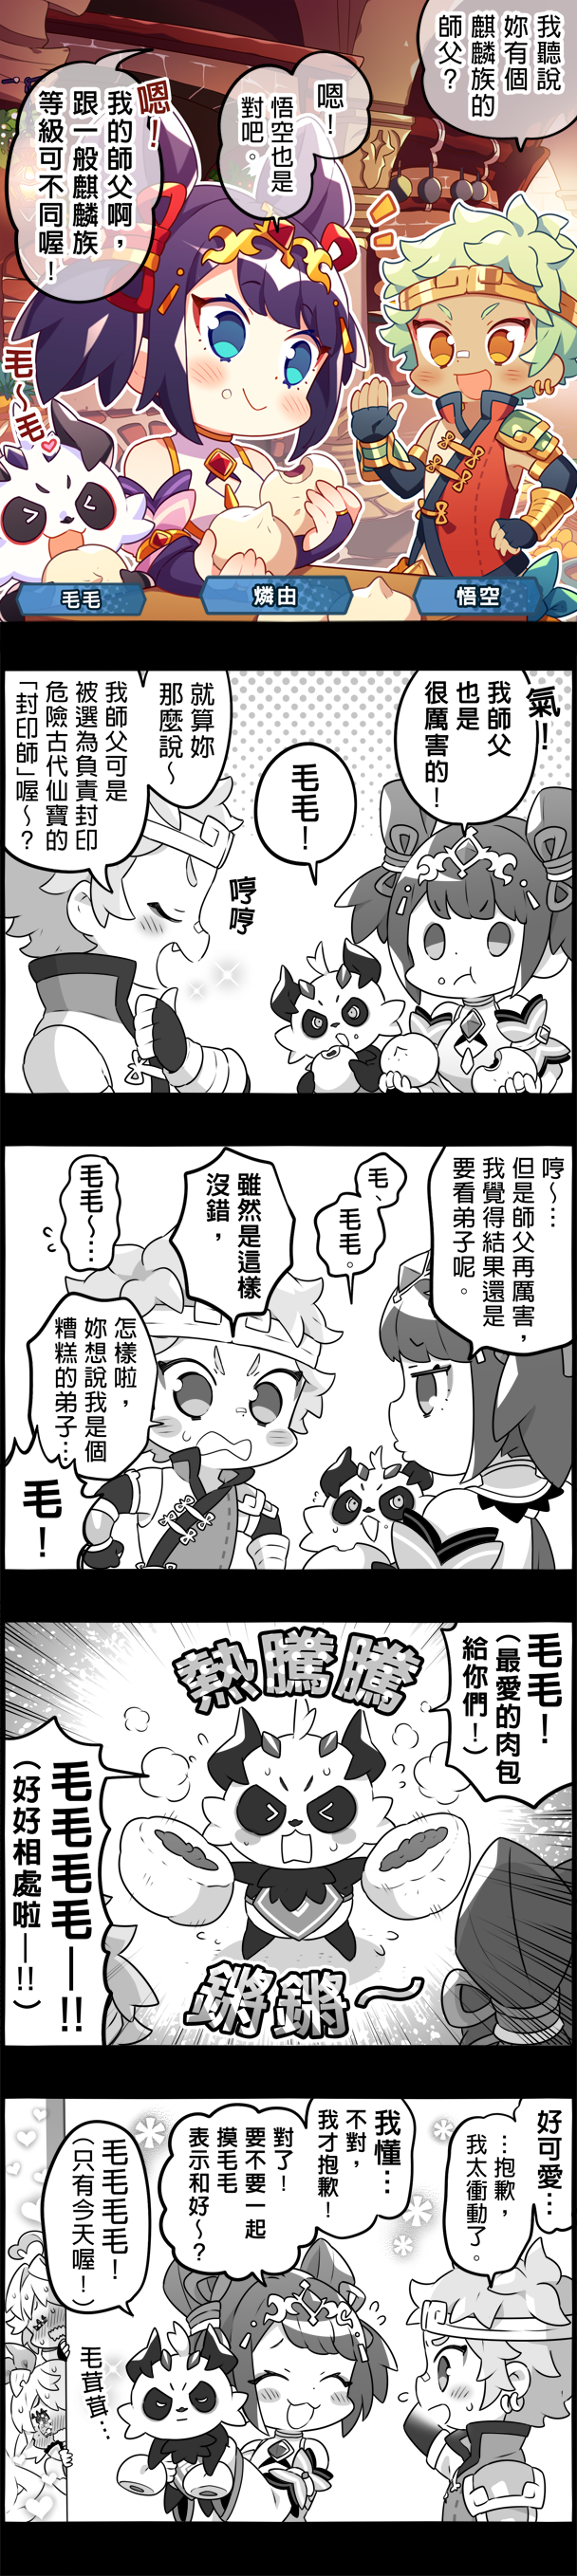 我聽說
妳有個
麒麟族的
師父？
嗯！
悟空也是
對吧。
嗯！
我的師父啊，
跟一般麒麟族
等級可不同喔！
毛～毛
毛毛
燐由
悟空
氣！
我師父
也是
很厲害的！
毛毛！
就算妳
那麼說～
我師父可是
被選為負責封印
危險古代仙寶的
「封印師」喔～？
哼哼
哼～…
但是師父再厲害，
我覺得結果還是
要看弟子呢。
毛、
毛毛。
雖然是這樣
沒錯，
毛毛～…
怎樣啦，
妳想說我是個
糟糕的弟子…
毛！
毛毛！
（最愛的肉包
給你們！）
熱騰騰
毛毛毛毛—!!
（好好相處啦—!!）
鏘鏘～
好可愛…
…抱歉，
我太衝動了。
我懂…
不對，
我才抱歉！
對了！
要不要一起
摸毛毛
表示和好～？
毛毛毛毛！
（只有今天喔！）
毛茸茸…